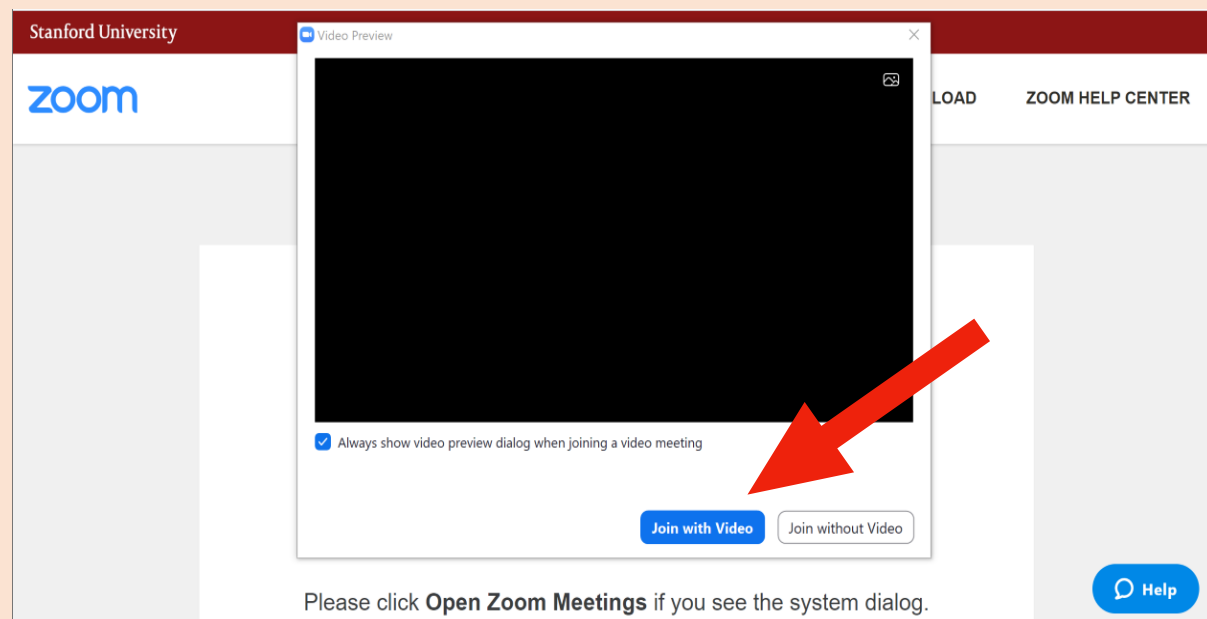 Stanford University
Video Preview
zoom
LOAD
ZOOM HELP CENTER
Always show video preview dialog when joining a video meeting
Join with Video
Join without Video
Please click Open Zoom Meetings if you see the system dialog.
Help